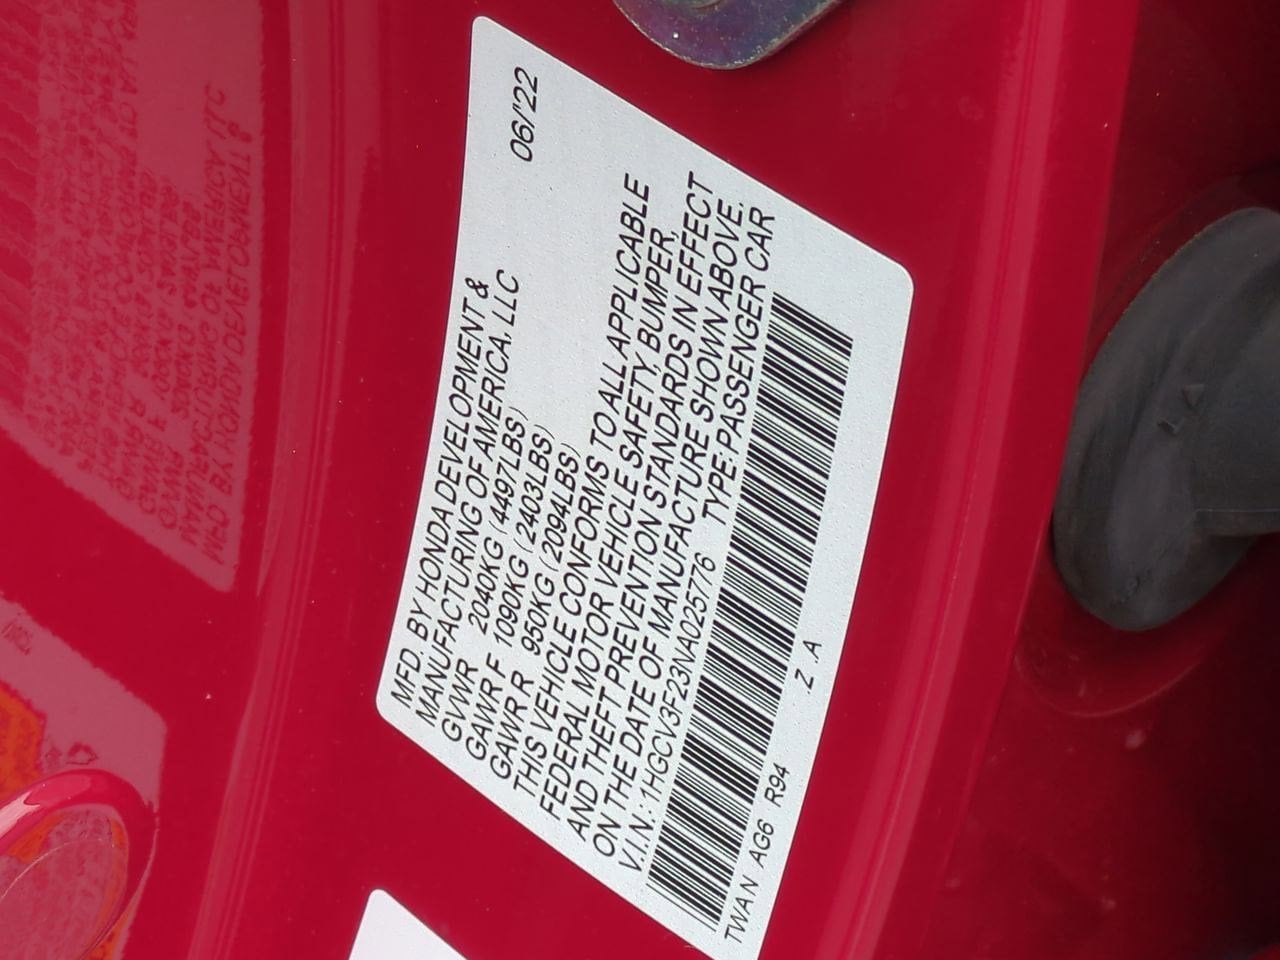 MFD. BY HONDA DEVELOPMENT &
MANUFACTURING OF AMERICA, LLC 06/'22
GVWR 2040KG (4497LBS)
GAWR F 1090KG (2403LBS)
GAWR R 950KG (2094LBS)
THIS VEHICLE CONFORMS TO ALL APPLICABLE
FEDERAL MOTOR VEHICLE SAFETY, BUMPER,
AND THEFT PREVENTION STANDARDS IN EFFECT
ON THE DATE OF MANUFACTURE SHOWN ABOVE.
V.I.N.: 1HGCV3F23NA025776 TYPE:PASSENGER CAR
TWAN AG6 R94 Z.A